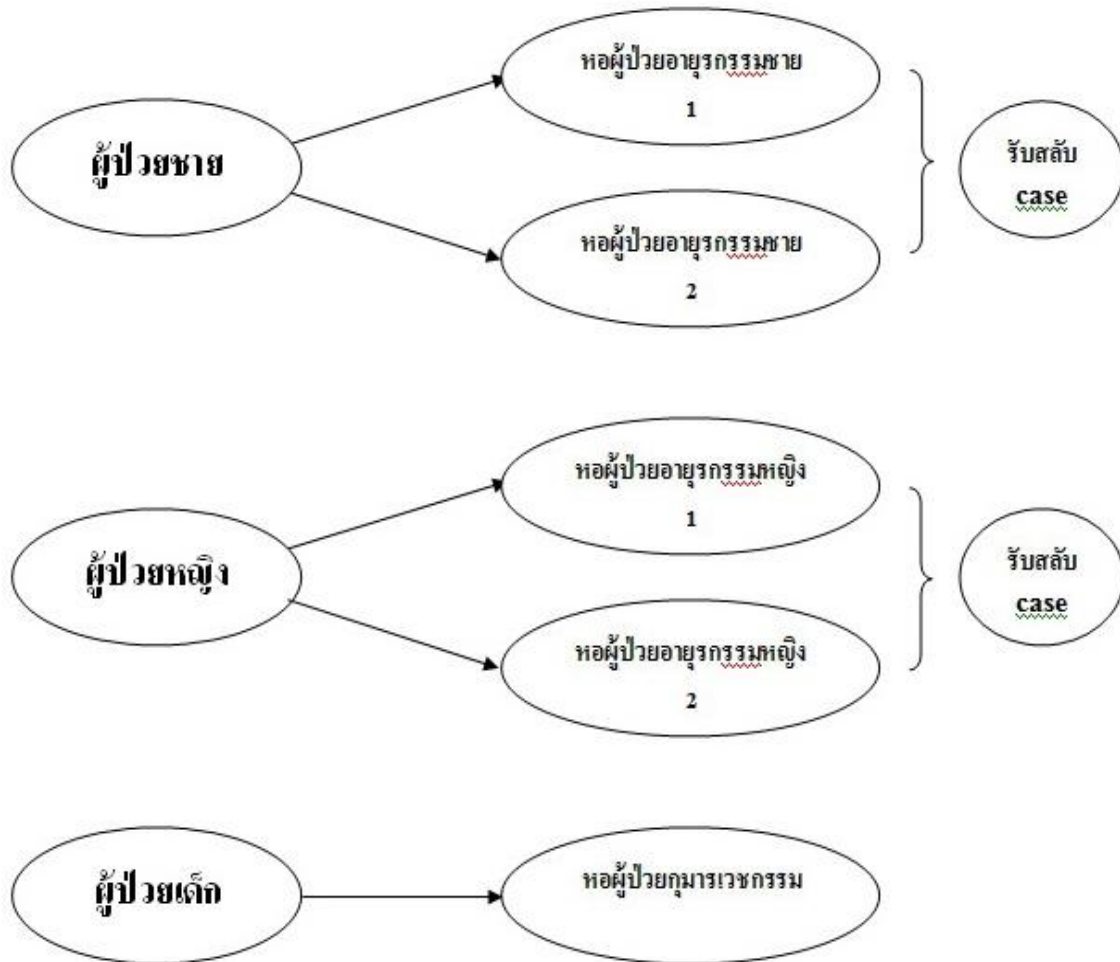 ผู้ป่วยชาย
หอผู้ป่วยอายุรกรรมชาย
1
หอผู้ป่วยอายุรกรรมชาย
2
รับสลับ
case
ผู้ป่วยหญิง
หอผู้ป่วยอายุรกรรมหญิง
1
หอผู้ป่วยอายุรกรรมหญิง
2
รับสลับ
case
ผู้ป่วยเด็ก
หอผู้ป่วยกุมารเวชกรรม